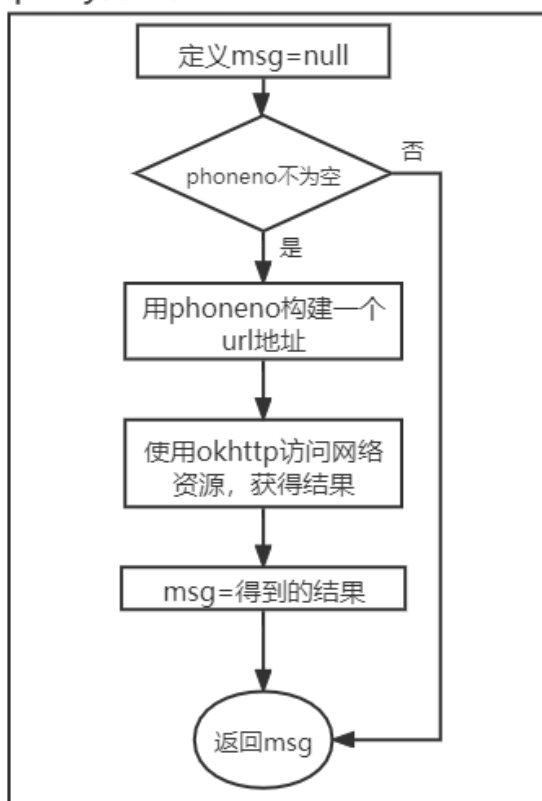 定义msg=null
phoneno不为空
否
是
用phoneno构建一个
url地址
使用okhttp访问网络
资源，获得结果
msg=得到的结果
返回msg